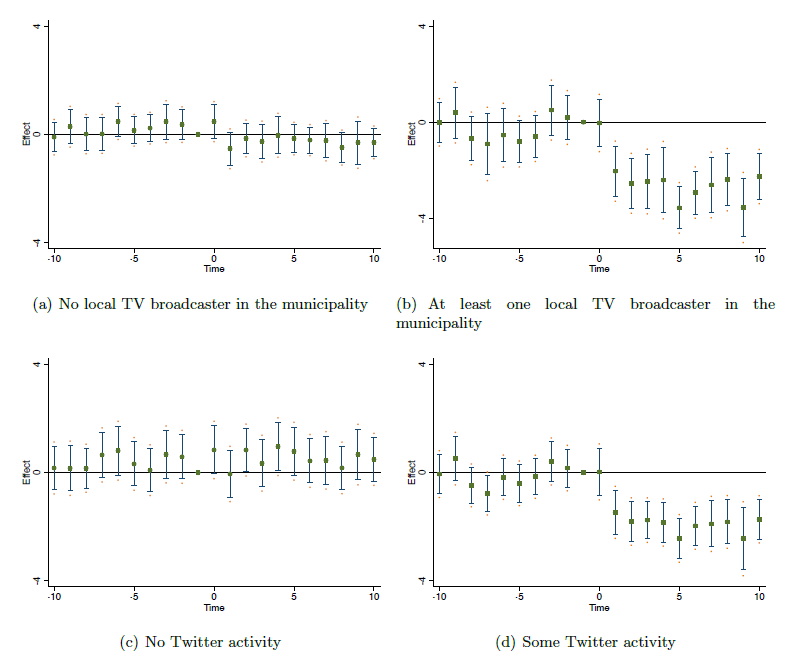 4
Effect
0
-4
-10 -5 0 5 10
Time
(a) No local TV broadcaster in the municipality
4
Effect
0
-4
-10 -5 0 5 10
Time
(b) At least one local TV broadcaster in the
municipality
4
Effect
0
-4
-10 -5 0 5 10
Time
(c) No Twitter activity
4
Effect
0
-4
-10 -5 0 5 10
Time
(d) Some Twitter activity